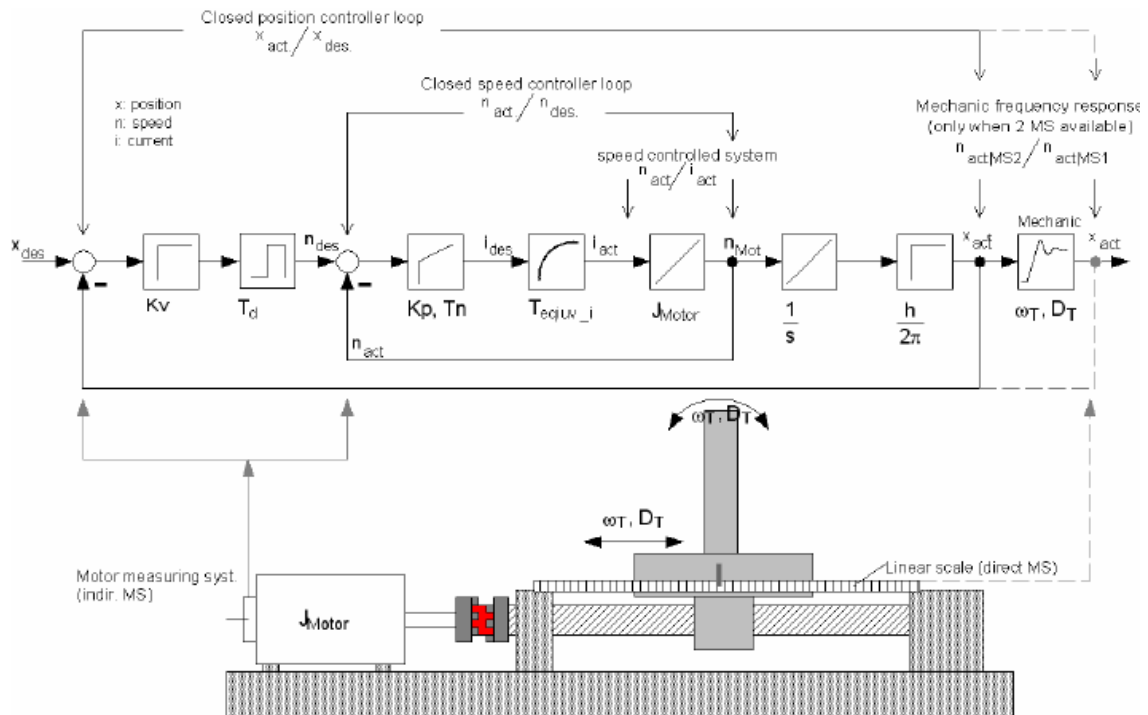 Closed position controller loop
x act. / x des.
Closed speed controller loop
n act. / n des.
x: position
n: speed
i: current
Mechanic frequency response
(only when 2 MS available)
n act|MS2 / n act|MS1
speed controlled system
n act / i act
x des
n des
i des
i act
n Mot
x act
Mechanic
x act
Kv
T d
Kp, Tn
T eqiuv_i
J Motor
1
s
h
2π
ωT, DT
n act
ωT, DT
ωT, DT
Motor measuring syst.
(indir. MS)
J Motor
Linear scale (direct MS)